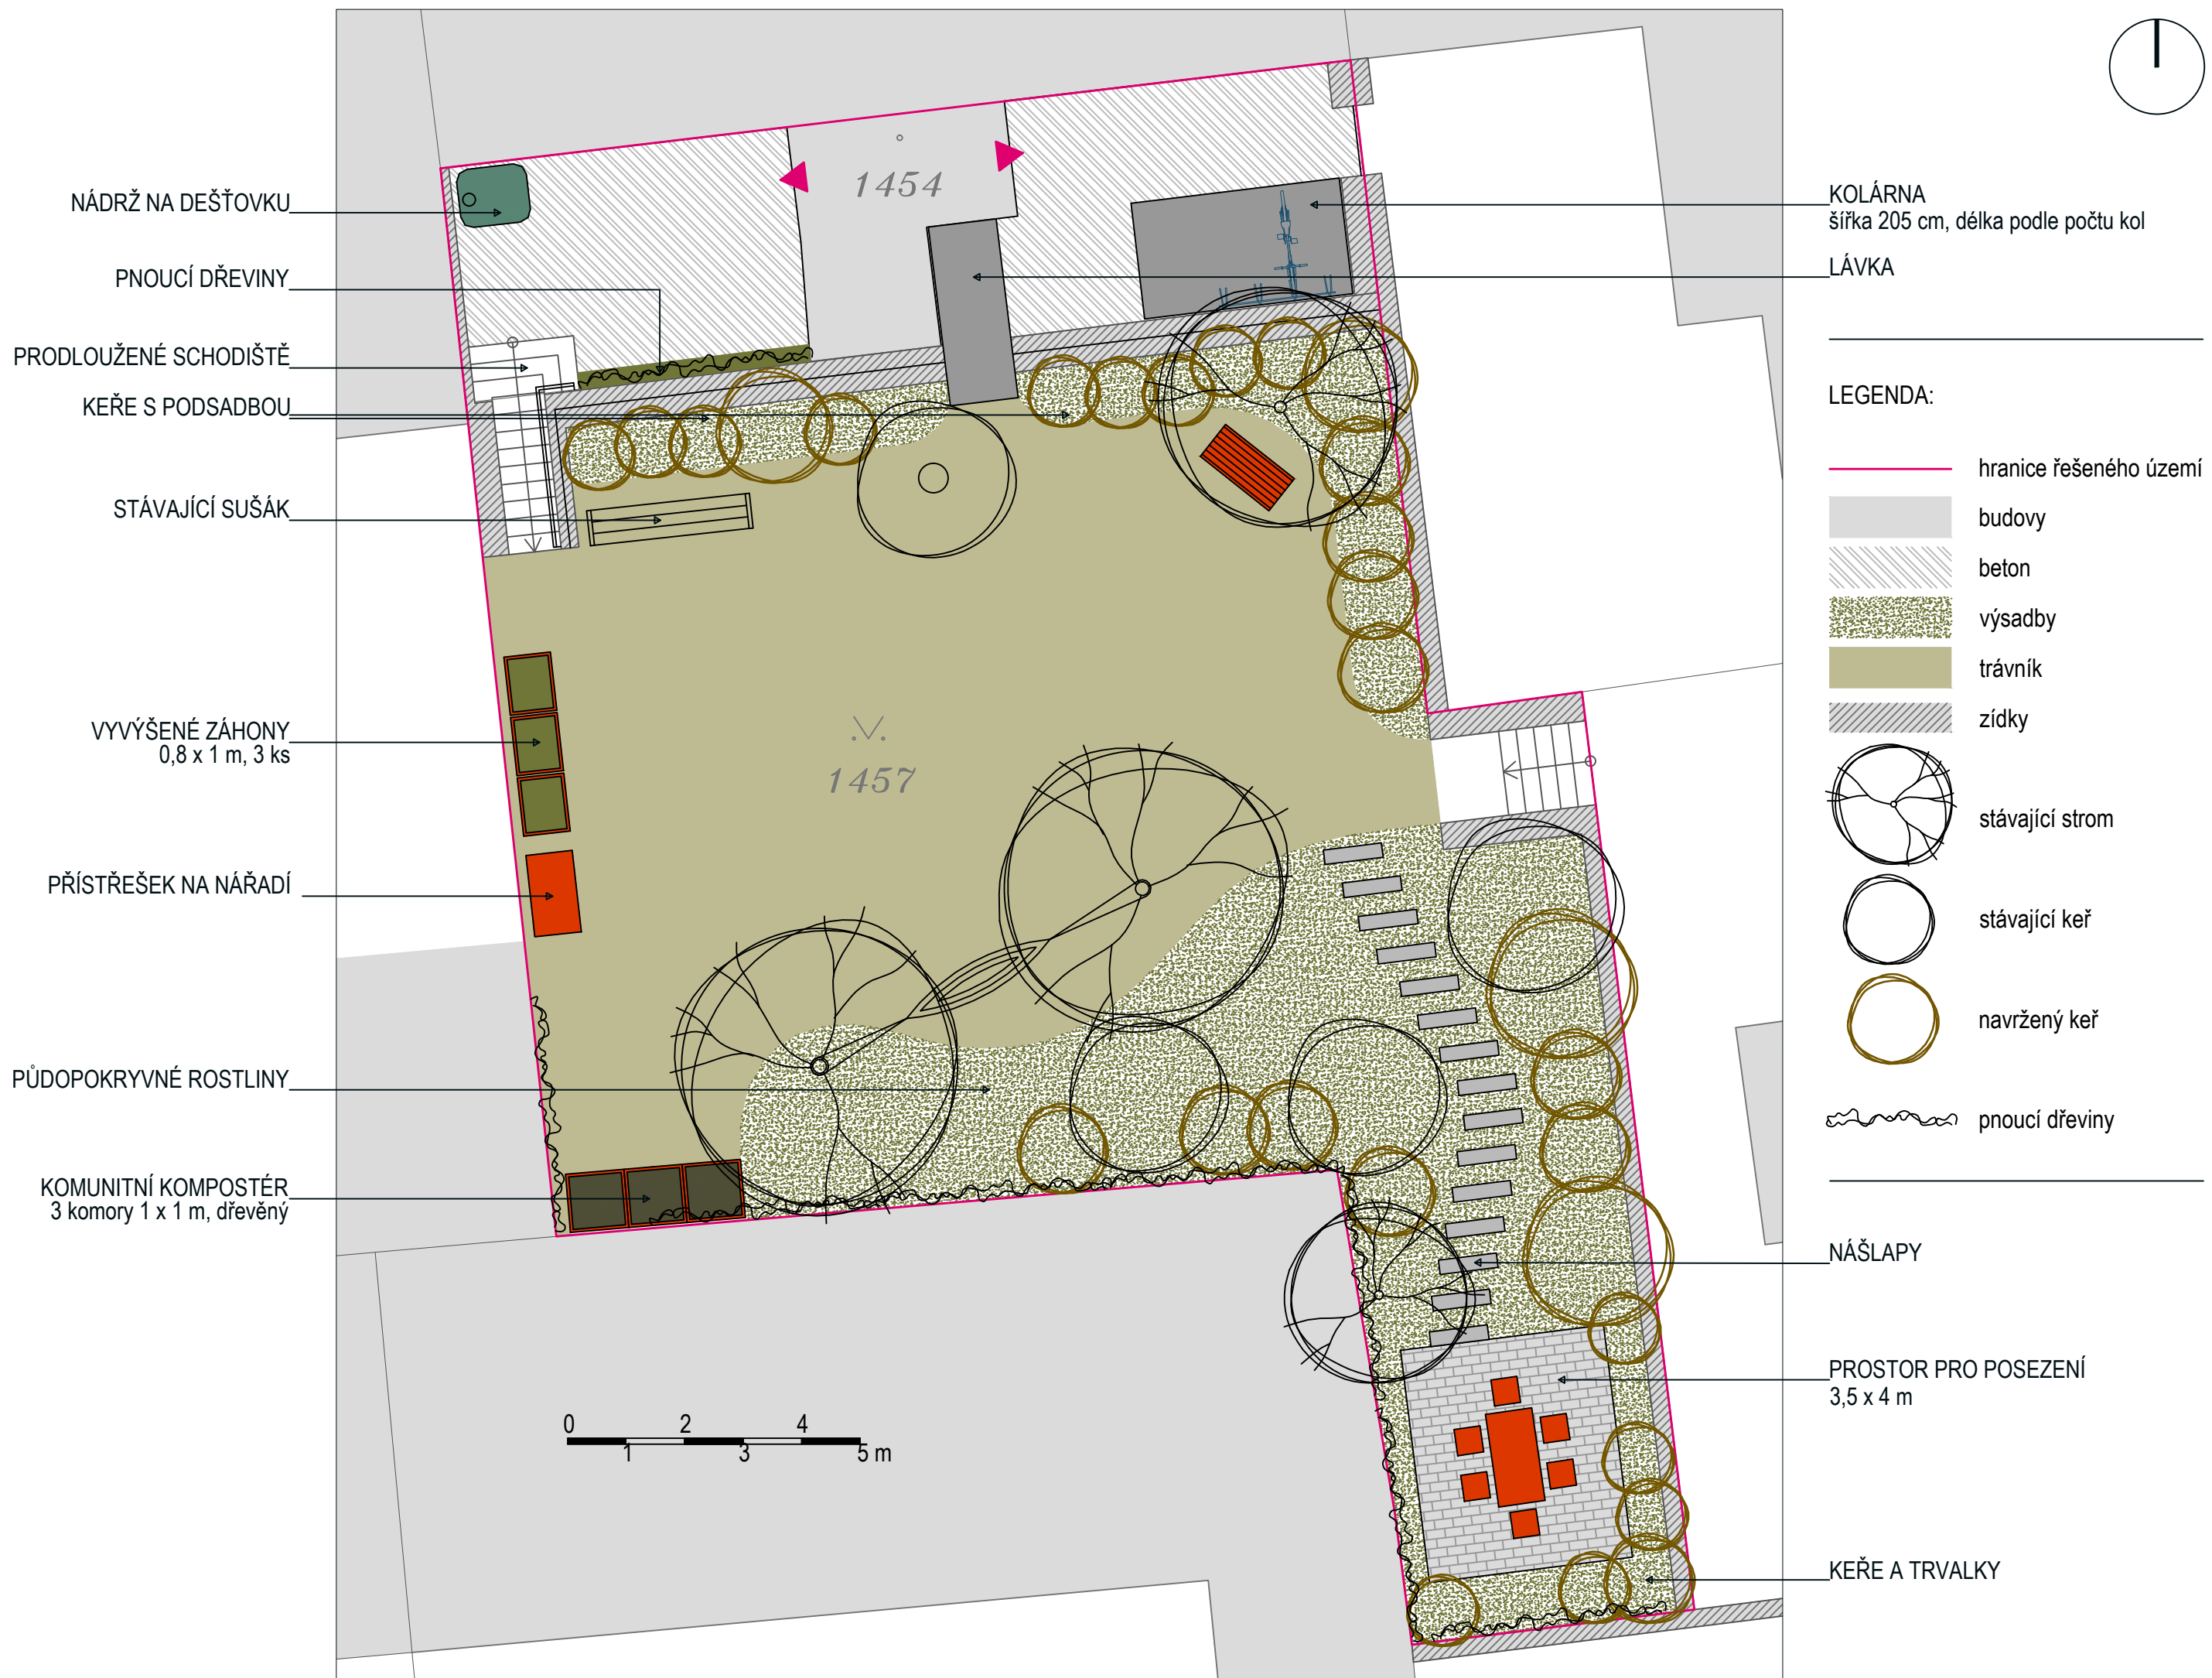 NÁDRŽ NA DEŠŤOVKU
PNOUCÍ DŘEVINY
PRODLOUŽENÉ SCHODIŠTĚ
KEŘE S PODSADBOU
STÁVAJÍCÍ SUŠÁK
VYVÝŠENÉ ZÁHONY
0,8 x 1 m, 3 ks
PŘÍSTŘEŠEK NA NÁŘADÍ
PŮDOPOKRYVNÉ ROSTLINY
KOMUNITNÍ KOMPOSTÉR
3 komory 1 x 1 m, dřevěný
1454
1457
0 2 4
1 3 5 m
KOLÁRNA
šířka 205 cm, délka podle počtu kol
LÁVKA
LEGENDA:
hranice řešeného území
budovy
beton
výsadby
trávník
zídky
stávající strom
stávající keř
navržený keř
pnoucí dřeviny
NÁŠLAPY
PROSTOR PRO POSEZENÍ
3,5 x 4 m
KEŘE A TRVALKY